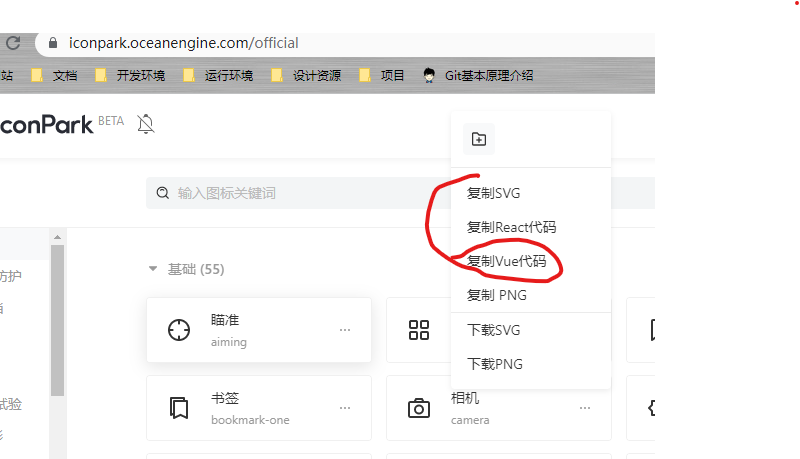 iconpark.oceanengine.com/official
站 文档 开发环境 运行环境 设计资源 项目 Git基本原理介绍
conPark BETA
复制SVG
输入图标关键词
复制React代码
复制Vue代码
基础 (55)
防护
复制 PNG
瞄准
下载SVG
aiming
下载PNG
书签
相机
试验
bookmark-one
camera